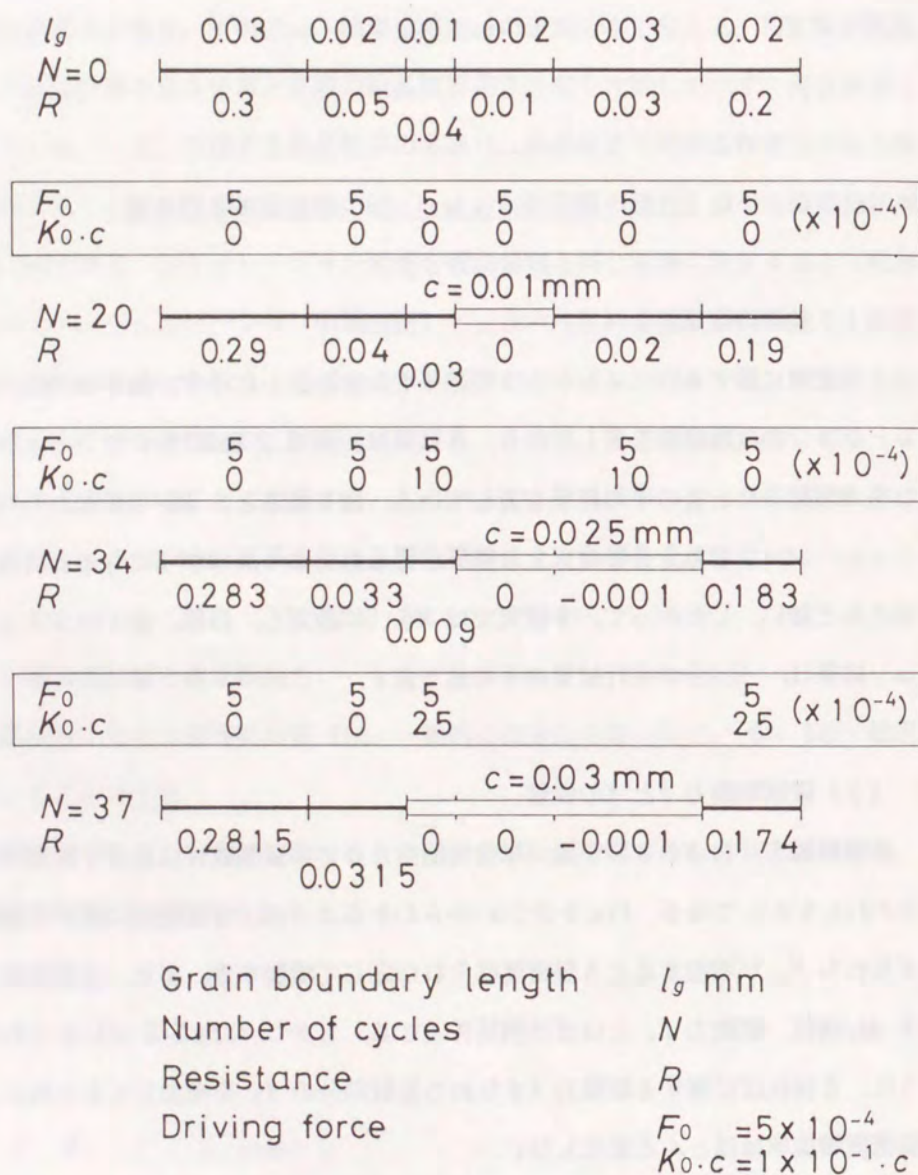 lg 0.03 0.02 0.01 0.02 0.03 0.02
N=0
R 0.3 0.05 0.01 0.03 0.2
0.04
F0 5 5 5 5 5 5 (×10-4)
K0·c 0 0 0 0 0 0
c=0.01mm
N=20
R 0.29 0.04 0 0.02 0.19
0.03
F0 5 5 5 5 5 (×10-4)
K0·c 0 0 10 10 0
c=0.025mm
N=34
R 0.283 0.033 0 -0.001 0.183
0.009
F0 5 5 5 5 (×10-4)
K0·c 0 0 25 25
c=003mm
N=37
R 0.2815 0 0 -0.001 0.174
0.0315
Grain boundary length lg mm
Number of cycles N
Resistance R
Driving force F0 =5×10-4
K0·c=1×10-1·c